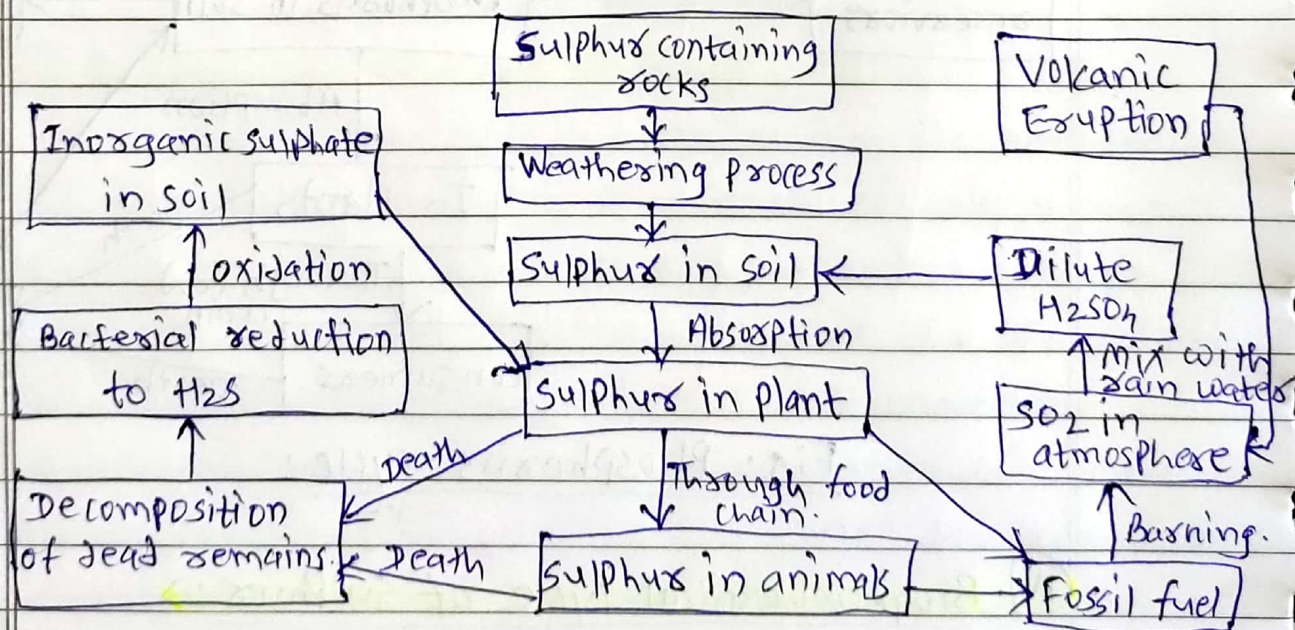 Sulphur containing
rocks
Volcanic
Eruption
Inorganic sulphate
in soil
Weathering Process
oxidation
Sulphur in soil
Dilute
H2SO4
Absorption
Bacterial reduction
to H2S
mix with
rain water
Sulphur in plant
SO2 in
atmosphere
Death
Through food
chain.
Decomposition
of dead remains.
Death
Sulphur in animals
Burning.
Fossil fuel